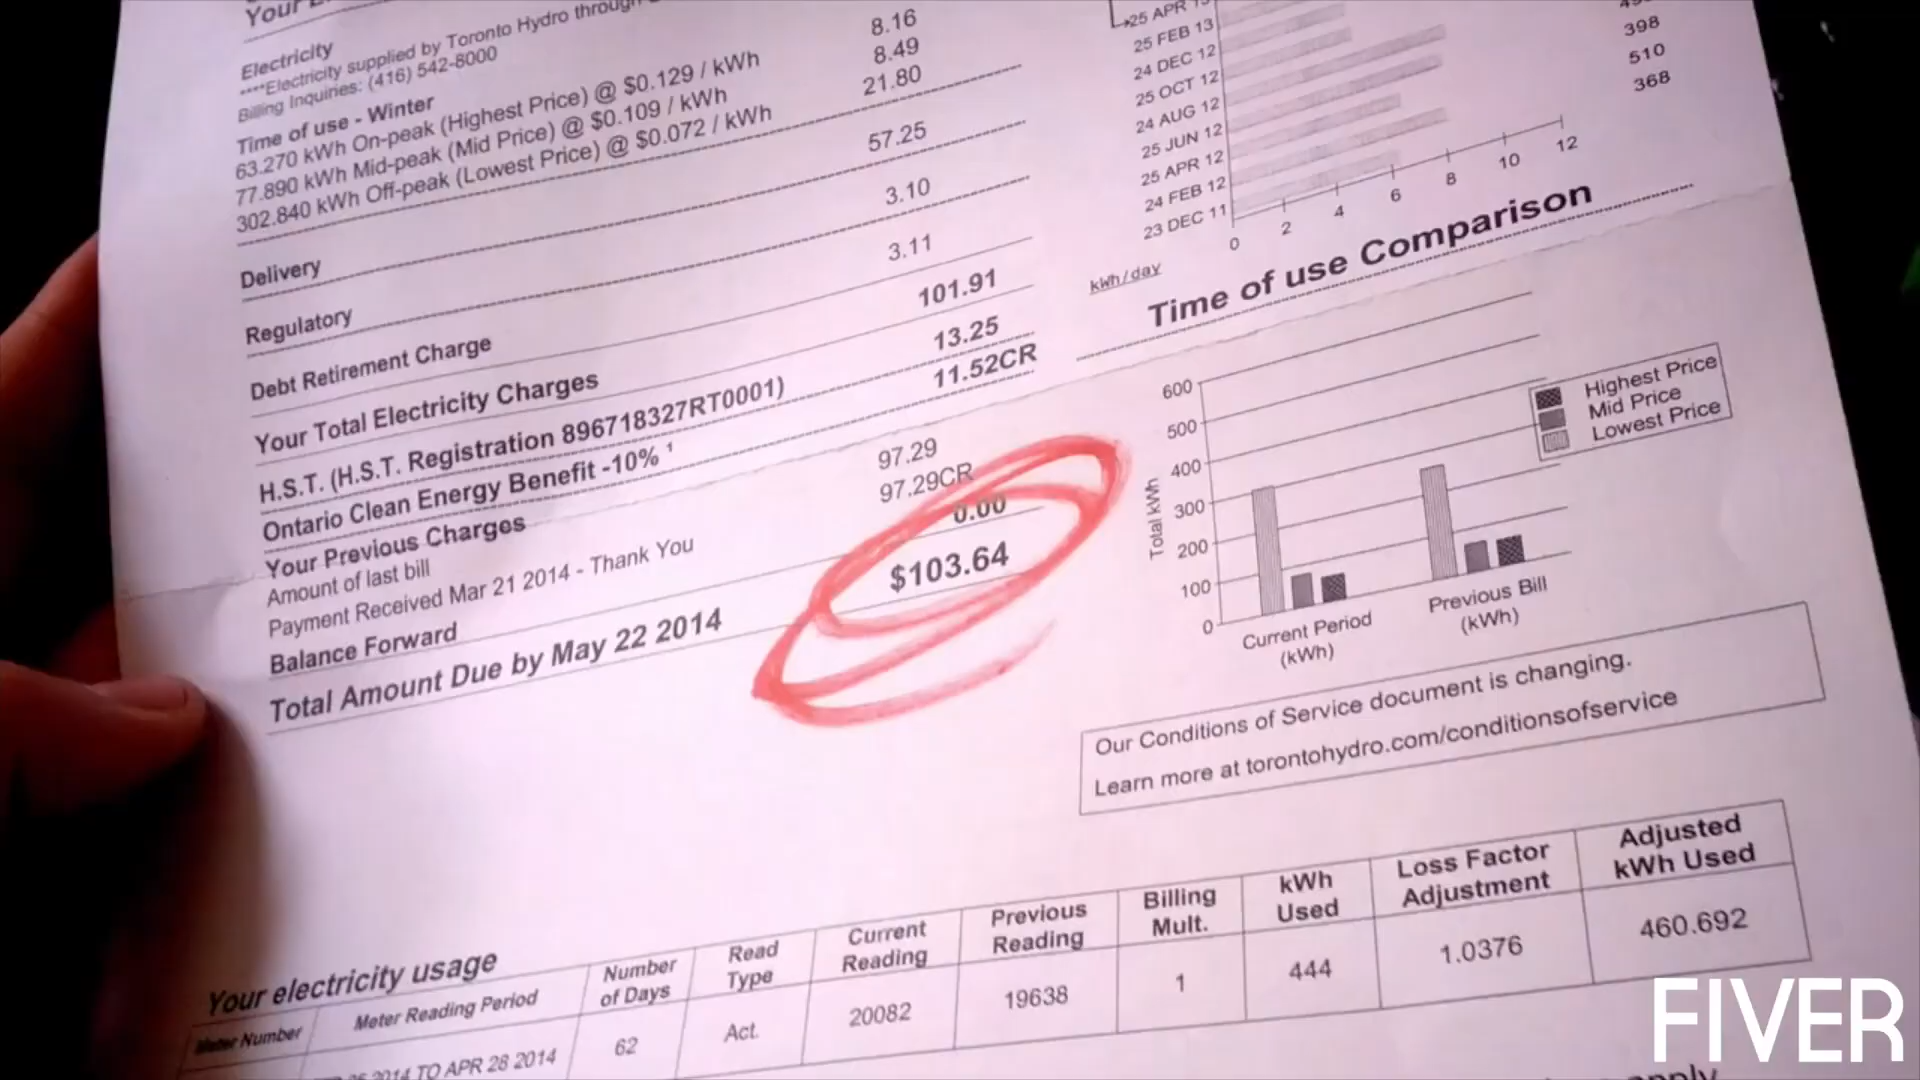 Your
Electricity
****Electricity supplied by Toronto Hydro through
Billing Inquiries: (416) 542-8000
Time of use - Winter
63.270 kWh On-peak (Highest Price) @ $0.129 / kWh 8.16
77.890 kWh Mid-peak (Mid Price) @ $0.109 / kWh 8.49
302.840 kWh Off-peak (Lowest Price) @ $0.072 / kWh 21.80
Delivery 57.25
Regulatory 3.10
Debt Retirement Charge 3.11
Your Total Electricity Charges 101.91
H.S.T. (H.S.T. Registration 896718327RT0001) 13.25
Ontario Clean Energy Benefit -10% 1 11.52CR
Your Previous Charges
Amount of last bill 97.29
Payment Received Mar 21 2014 - Thank You 97.29CR
Balance Forward 0.00
Total Amount Due by May 22 2014 $103.64
25 APR 13
25 FEB 13 398
24 DEC 12 510
25 OCT 12 368
24 AUG 12
25 JUN 12
25 APR 12
24 FEB 12
23 DEC 11
0 2 4 6 8 10 12
kWh/day
Time of use Comparison
600
500
400
300
200
100
0
Total kWh
Highest Price
Mid Price
Lowest Price
Current Period
(kWh)
Previous Bill
(kWh)
Our Conditions of Service document is changing.
Learn more at torontohydro.com/conditionsofservice
Your electricity usage
Meter Number Meter Reading Period Number of Days Read Type Current Reading Previous Reading Billing Mult. kWh Used Loss Factor Adjustment Adjusted kWh Used
2014 TO APR 28 2014 62 Act. 20082 19638 1 444 1.0376 460.692
FIVER